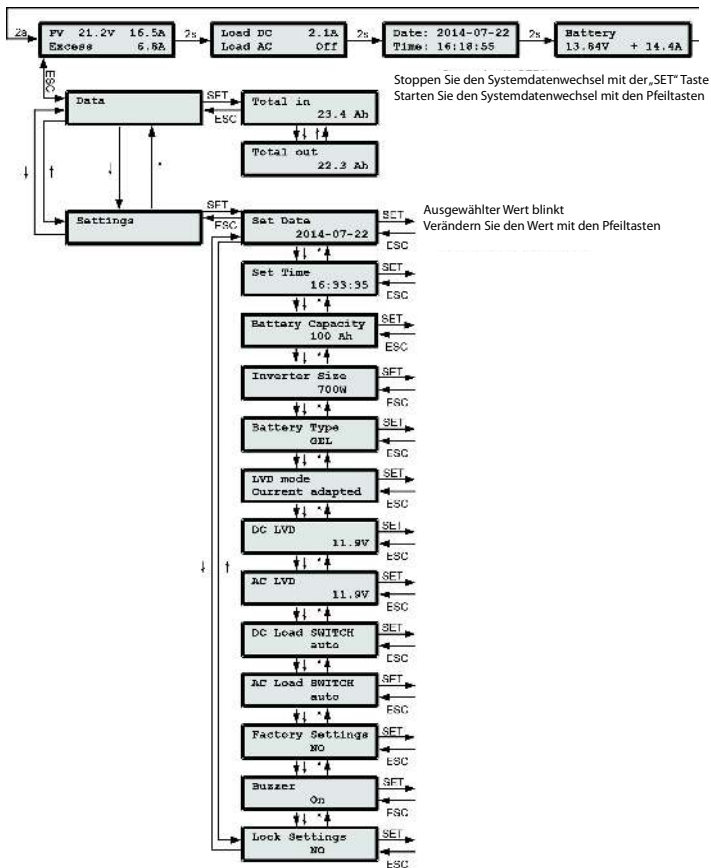 2s
PV 21.2V 16.5A
Excess 6.8A
2s
Load DC 2.1A
Load AC Off
2s
Date: 2014-07-22
Time: 16:18:55
2s
Battery
13.84V + 14.4A
Stoppen Sie den Systemdatenwechsel mit der„SET“ Taste
Starten Sie den Systemdatenwechsel mit den Pfeiltasten
ESC
Data
SET
ESC
Total in
23.4 Ah
Total out
22.3 Ah
Settings
SET
ESC
Set Date
2014-07-22
SET
ESC
Ausgewählter Wert blinkt
Verändern Sie den Wert mit den Pfeiltasten
Set Time
16:33:35
SET
ESC
Battery Capacity
100 Ah
SET
ESC
Inverter Size
700W
SET
ESC
Battery Type
GEL
SET
ESC
LVD mode
Current adapted
SET
ESC
DC LVD
11.9V
SET
ESC
AC LVD
11.9V
SET
ESC
DC Load SWITCH
auto
SET
ESC
AC Load SWITCH
auto
SET
ESC
Factory Settings
NO
SET
ESC
Buzzer
On
SET
ESC
Lock Settings
NO
SET
ESC